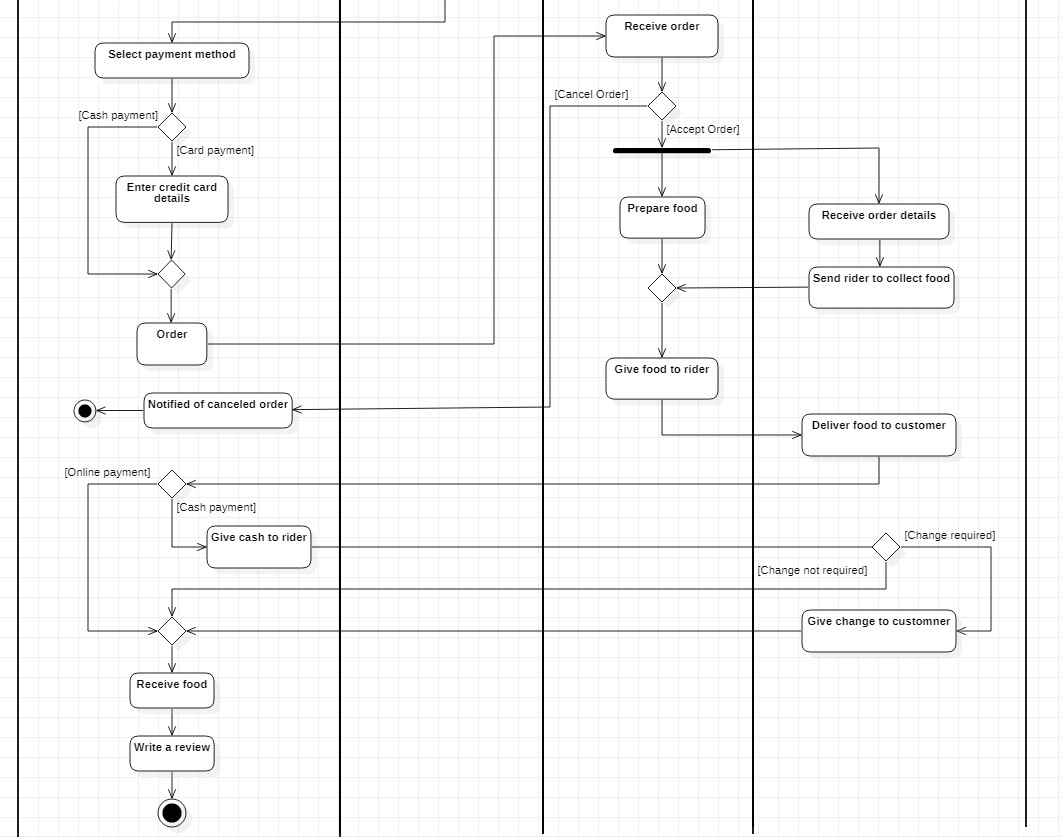 Receive order
Select payment method
[Cancel Order]
[Cash payment]
[Accept Order]
[Card payment]
Enter credit card
details
Prepare food
Receive order details
Send rider to collect food
Order
Give food to rider
Notified of canceled order
Deliver food to customer
[Online payment]
[Cash payment]
Give cash to rider
[Change required]
[Change not required]
Give change to customner
Receive food
Write a review